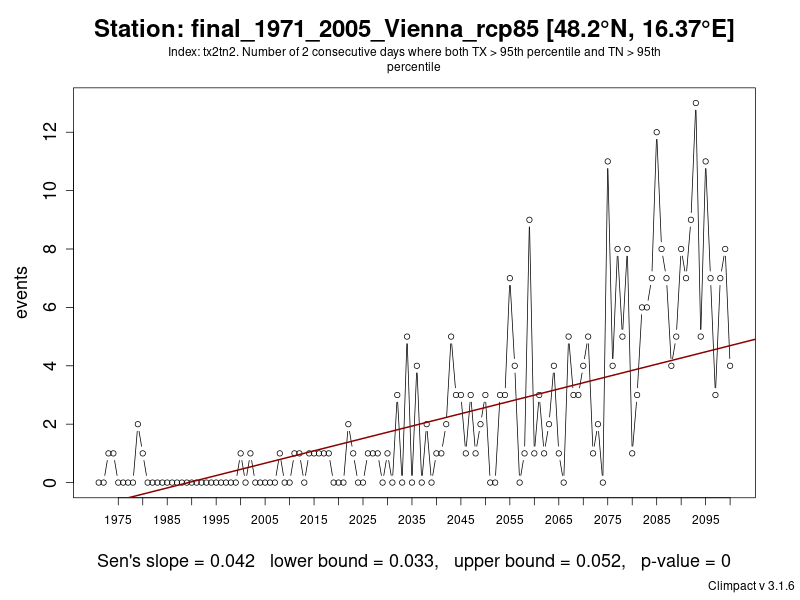 Station: final_1971_2005_Vienna_rcp85 [48.2°N, 16.37°E]
Index: tx2tn2. Number of 2 consecutive days where both TX > 95th percentile and TN > 95th
percentile
events
12
10
8
6
4
2
0
1975 1985 1995 2005 2015 2025 2035 2045 2055 2065 2075 2085 2095
Sen's slope = 0.042 lower bound = 0.033, upper bound = 0.052, p-value = 0
Climpact v 3.1.6